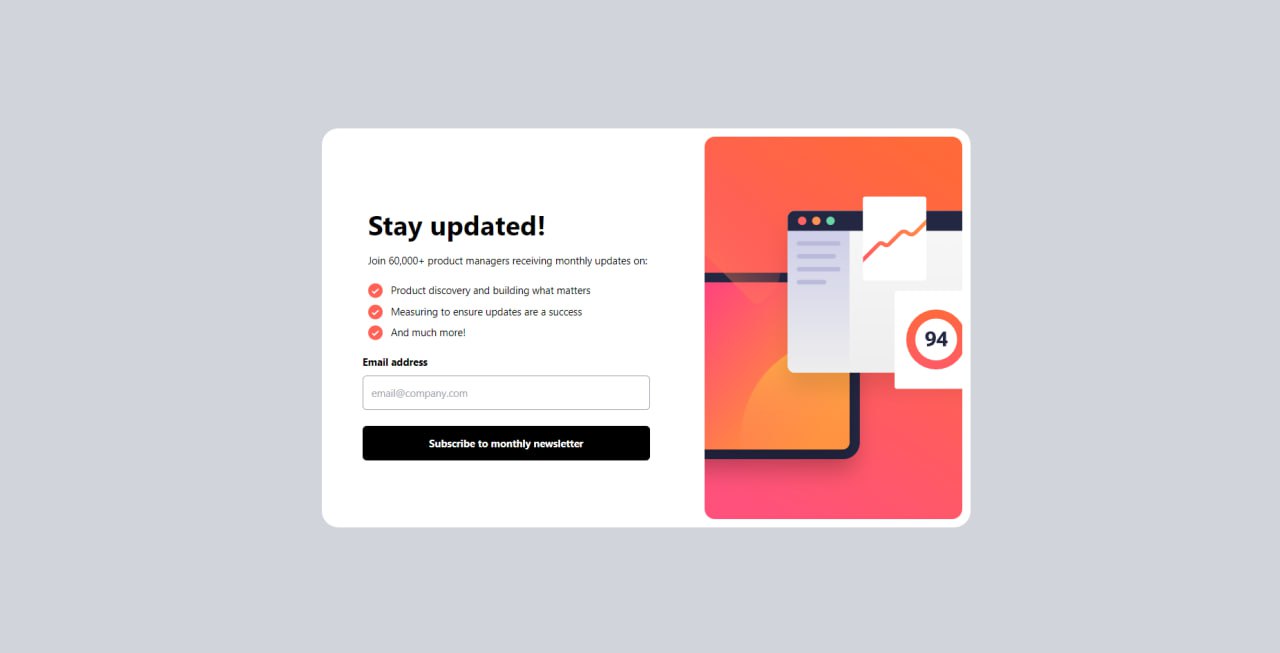 Stay updated!
Join 60,000+ product managers receiving monthly updates on:
Product discovery and building what matters
Measuring to ensure updates are a success
And much more!
Email address
email@company.com
Subscribe to monthly newsletter
94